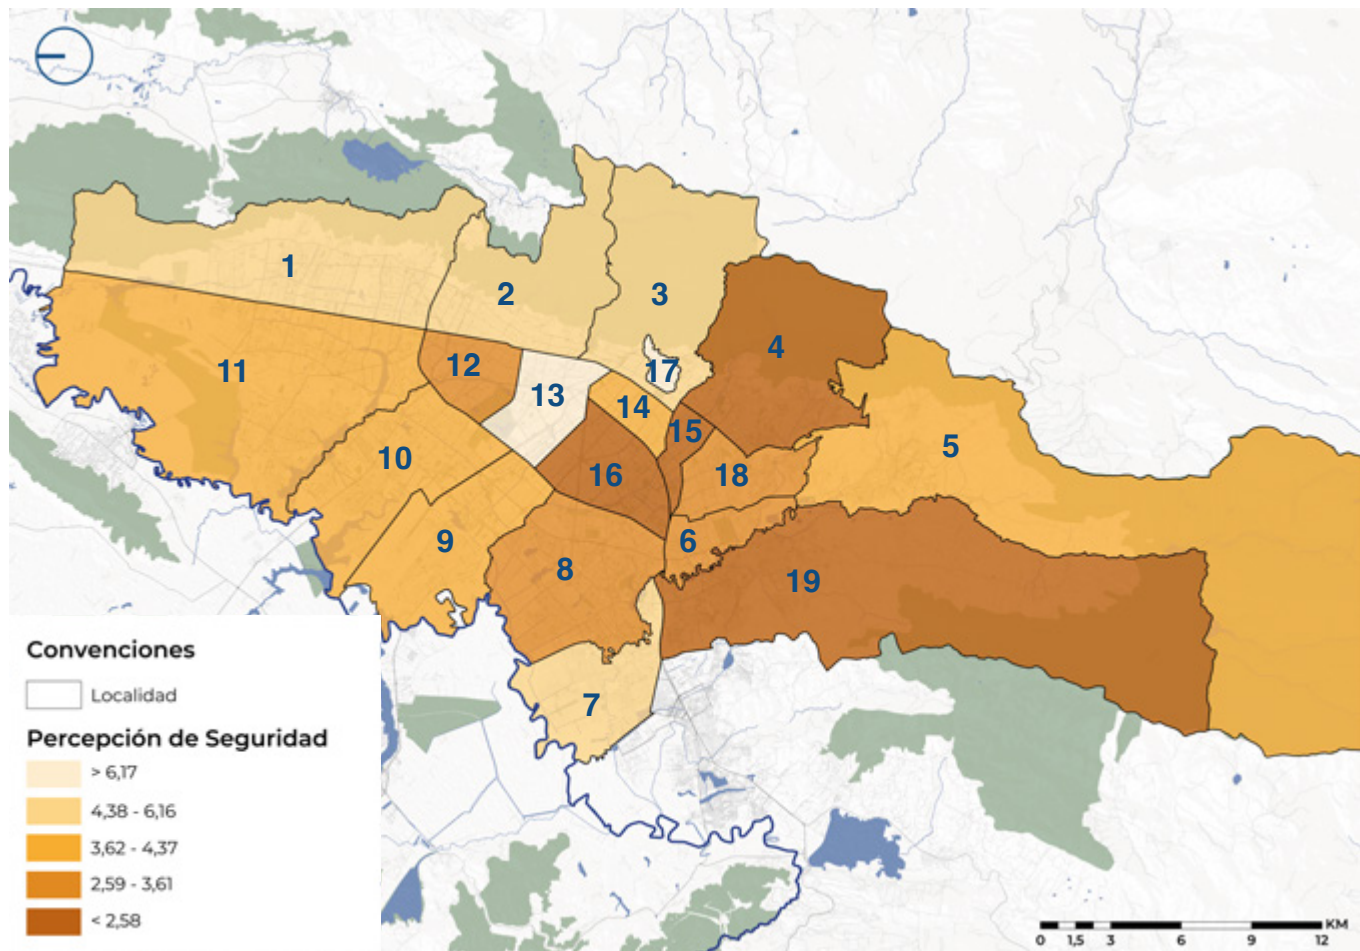 1
2
3
4
17
11
12
13
14
15
5
10
16
18
9
6
8
19
7
Convenciones
Localidad
Percepción de Seguridad
> 6,17
4,38 - 6,16
3,62 - 4,37
2,59 - 3,61
< 2,58
KM
0 1,5 3 6 9 12